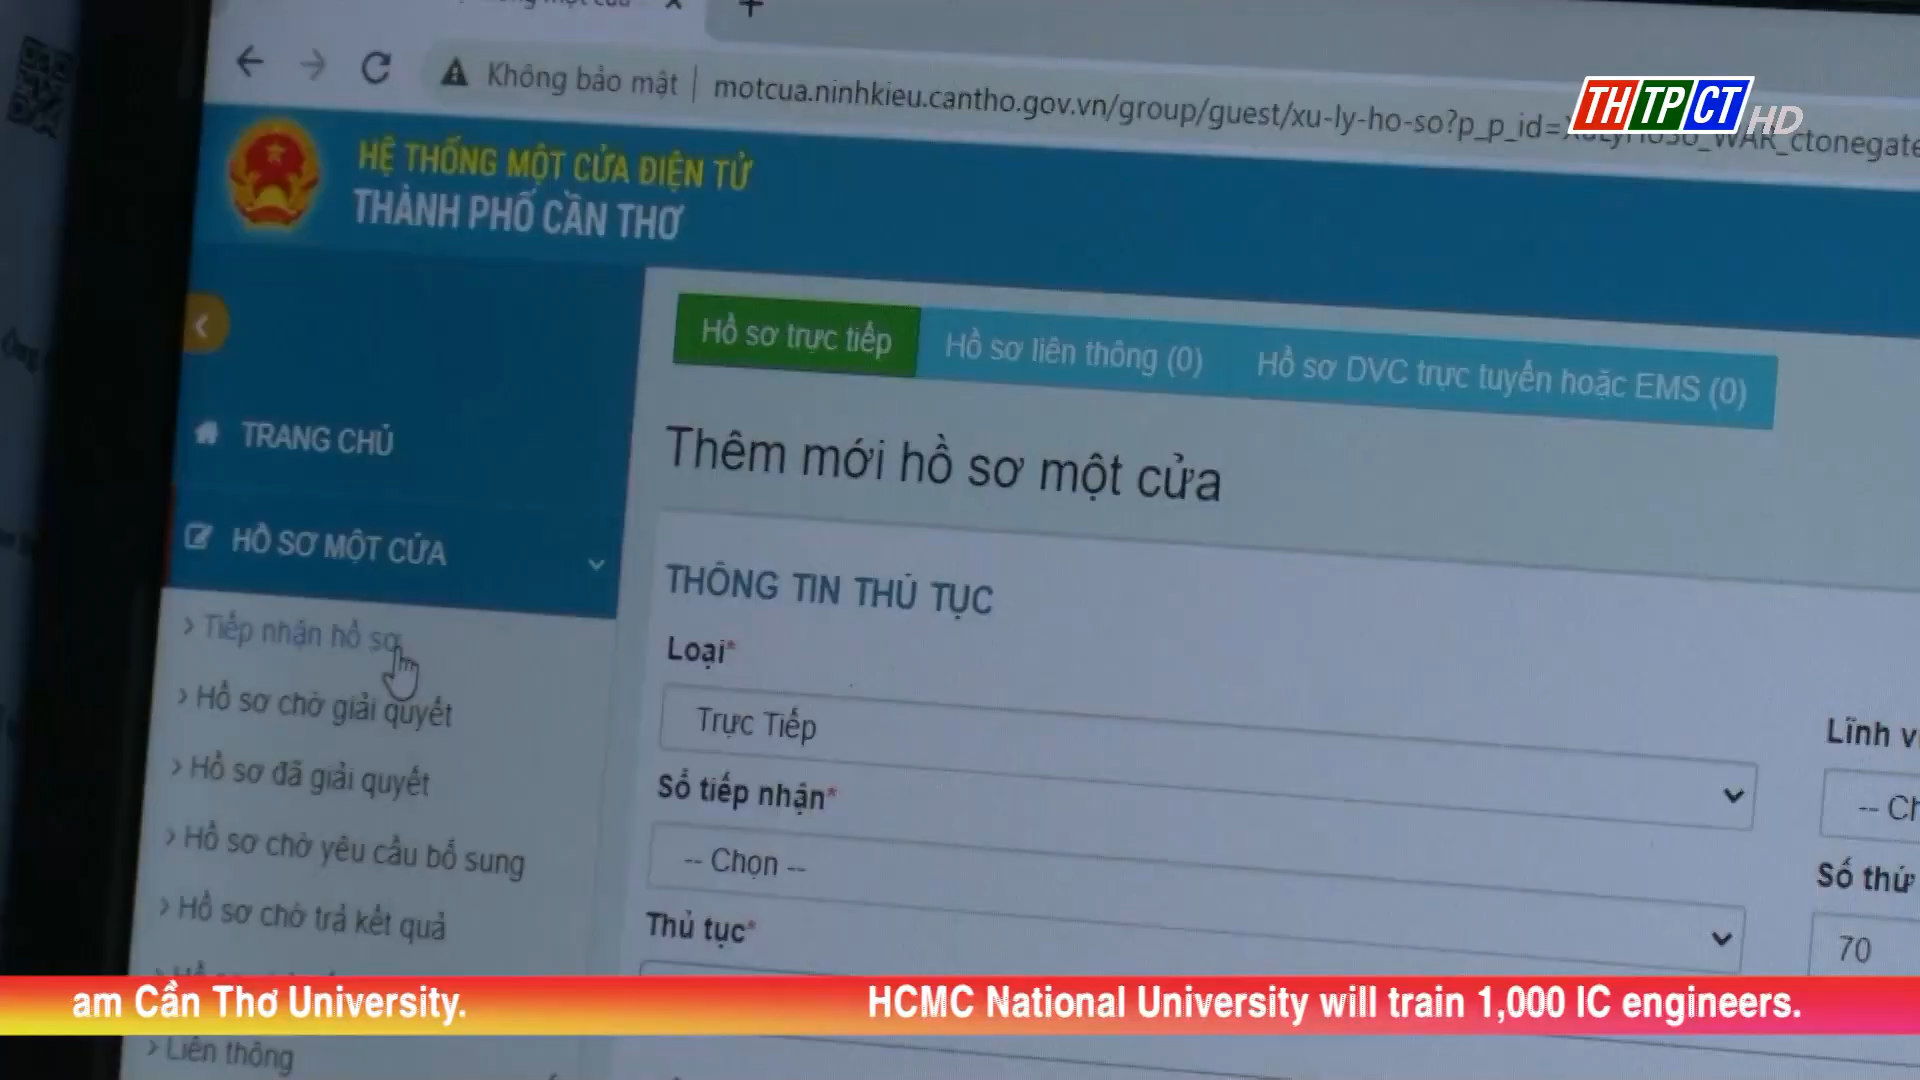 Không bảo mật | motcua.ninhkieu.cantho.gov.vn/group/guest/xu-ly-ho-so?p_p_id=
THTPCT HD
HỆ THỐNG MỘT CỬA ĐIỆN TỬ
THÀNH PHỐ CẦN THƠ
Hồ sơ trực tiếp
Hồ sơ liên thông (0)
Hồ sơ DVC trực tuyến hoặc EMS (0)
TRANG CHỦ
HỒ SƠ MỘT CỬA
Tiếp nhận hồ sơ
Hồ sơ chờ giải quyết
Hồ sơ đã giải quyết
Hồ sơ chờ yêu cầu bổ sung
Hồ sơ chờ trả kết quả
Liên thông
Thêm mới hồ sơ một cửa
THÔNG TIN THỦ TỤC
Loại*
Trực Tiếp
Lĩnh
Sổ tiếp nhận*
-- Chọn --
Số thứ
70
Thủ tục*
am Cần Thơ University.
HCMC National University will train 1,000 IC engineers.